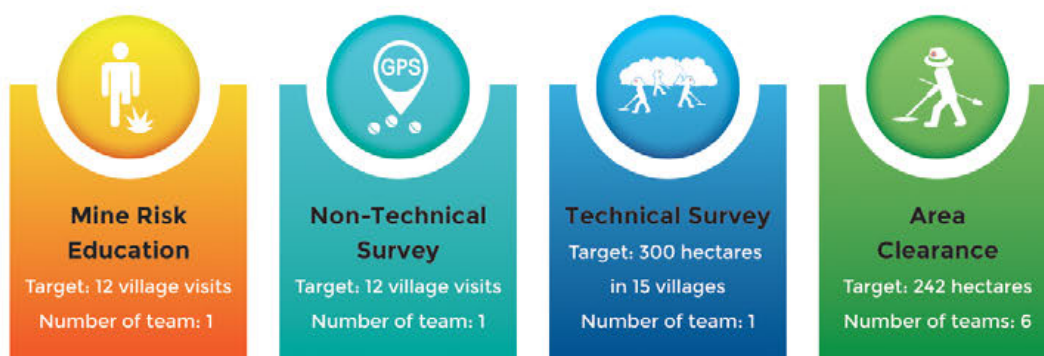 Mine Risk
Education
Target: 12 village visits
Number of team: 1
GPS
Non-Technical
Survey
Target: 12 village visits
Number of team: 1
Technical Survey
Target: 300 hectares
in 15 villages
Number of team: 1
Area
Clearance
Target: 242 hectares
Number of teams: 6